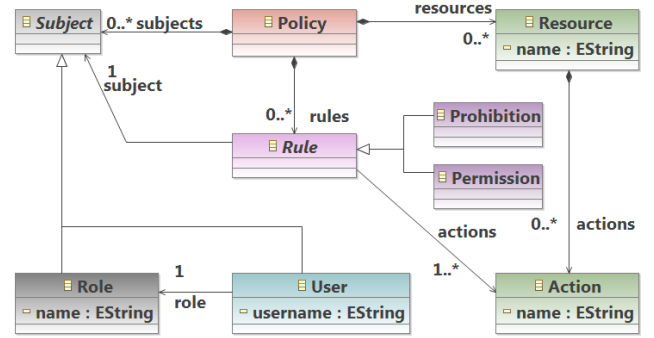 Subject
0..* subjects
Policy
resources
0..*
Resource
name : EString
1
subject
0..* rules
Rule
Prohibition
Permission
actions
1..*
0..* actions
Role
name : EString
1
role
User
username : EString
Action
name : EString